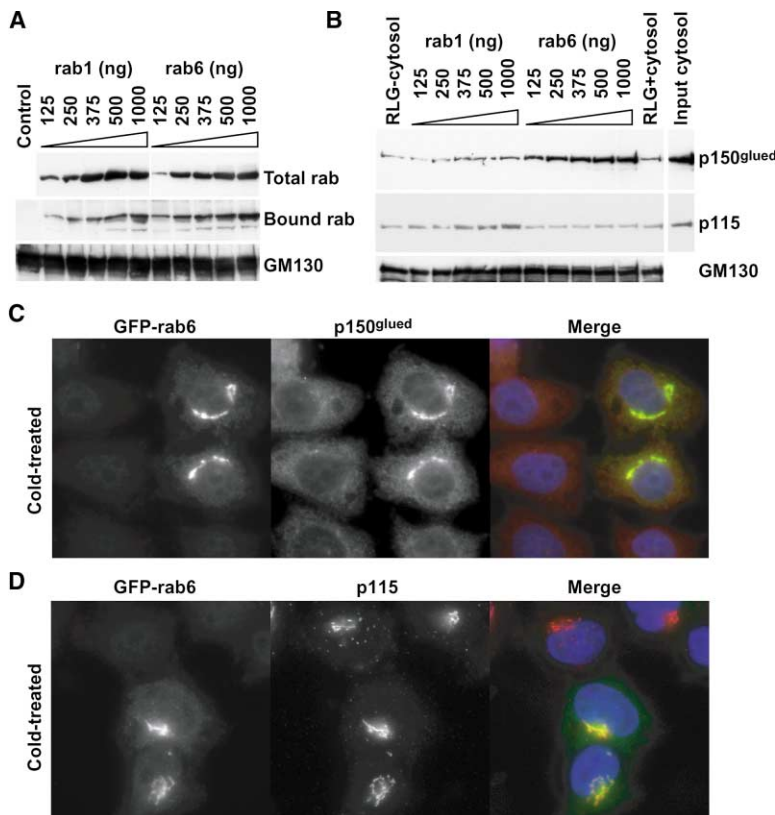 A
rab1 (ng) rab6 (ng)
Control 125 250 375 500 1000 125 250 375 500 1000
Total rab
Bound rab
GM130
B
rab1 (ng) rab6 (ng)
RLG-cytosol 125 250 375 500 1000 125 250 375 500 1000 RLG+cytosol Input cytosol
p150glued
p115
GM130
C
GFP-rab6 p150glued Merge
Cold-treated
D
GFP-rab6 p115 Merge
Cold-treated